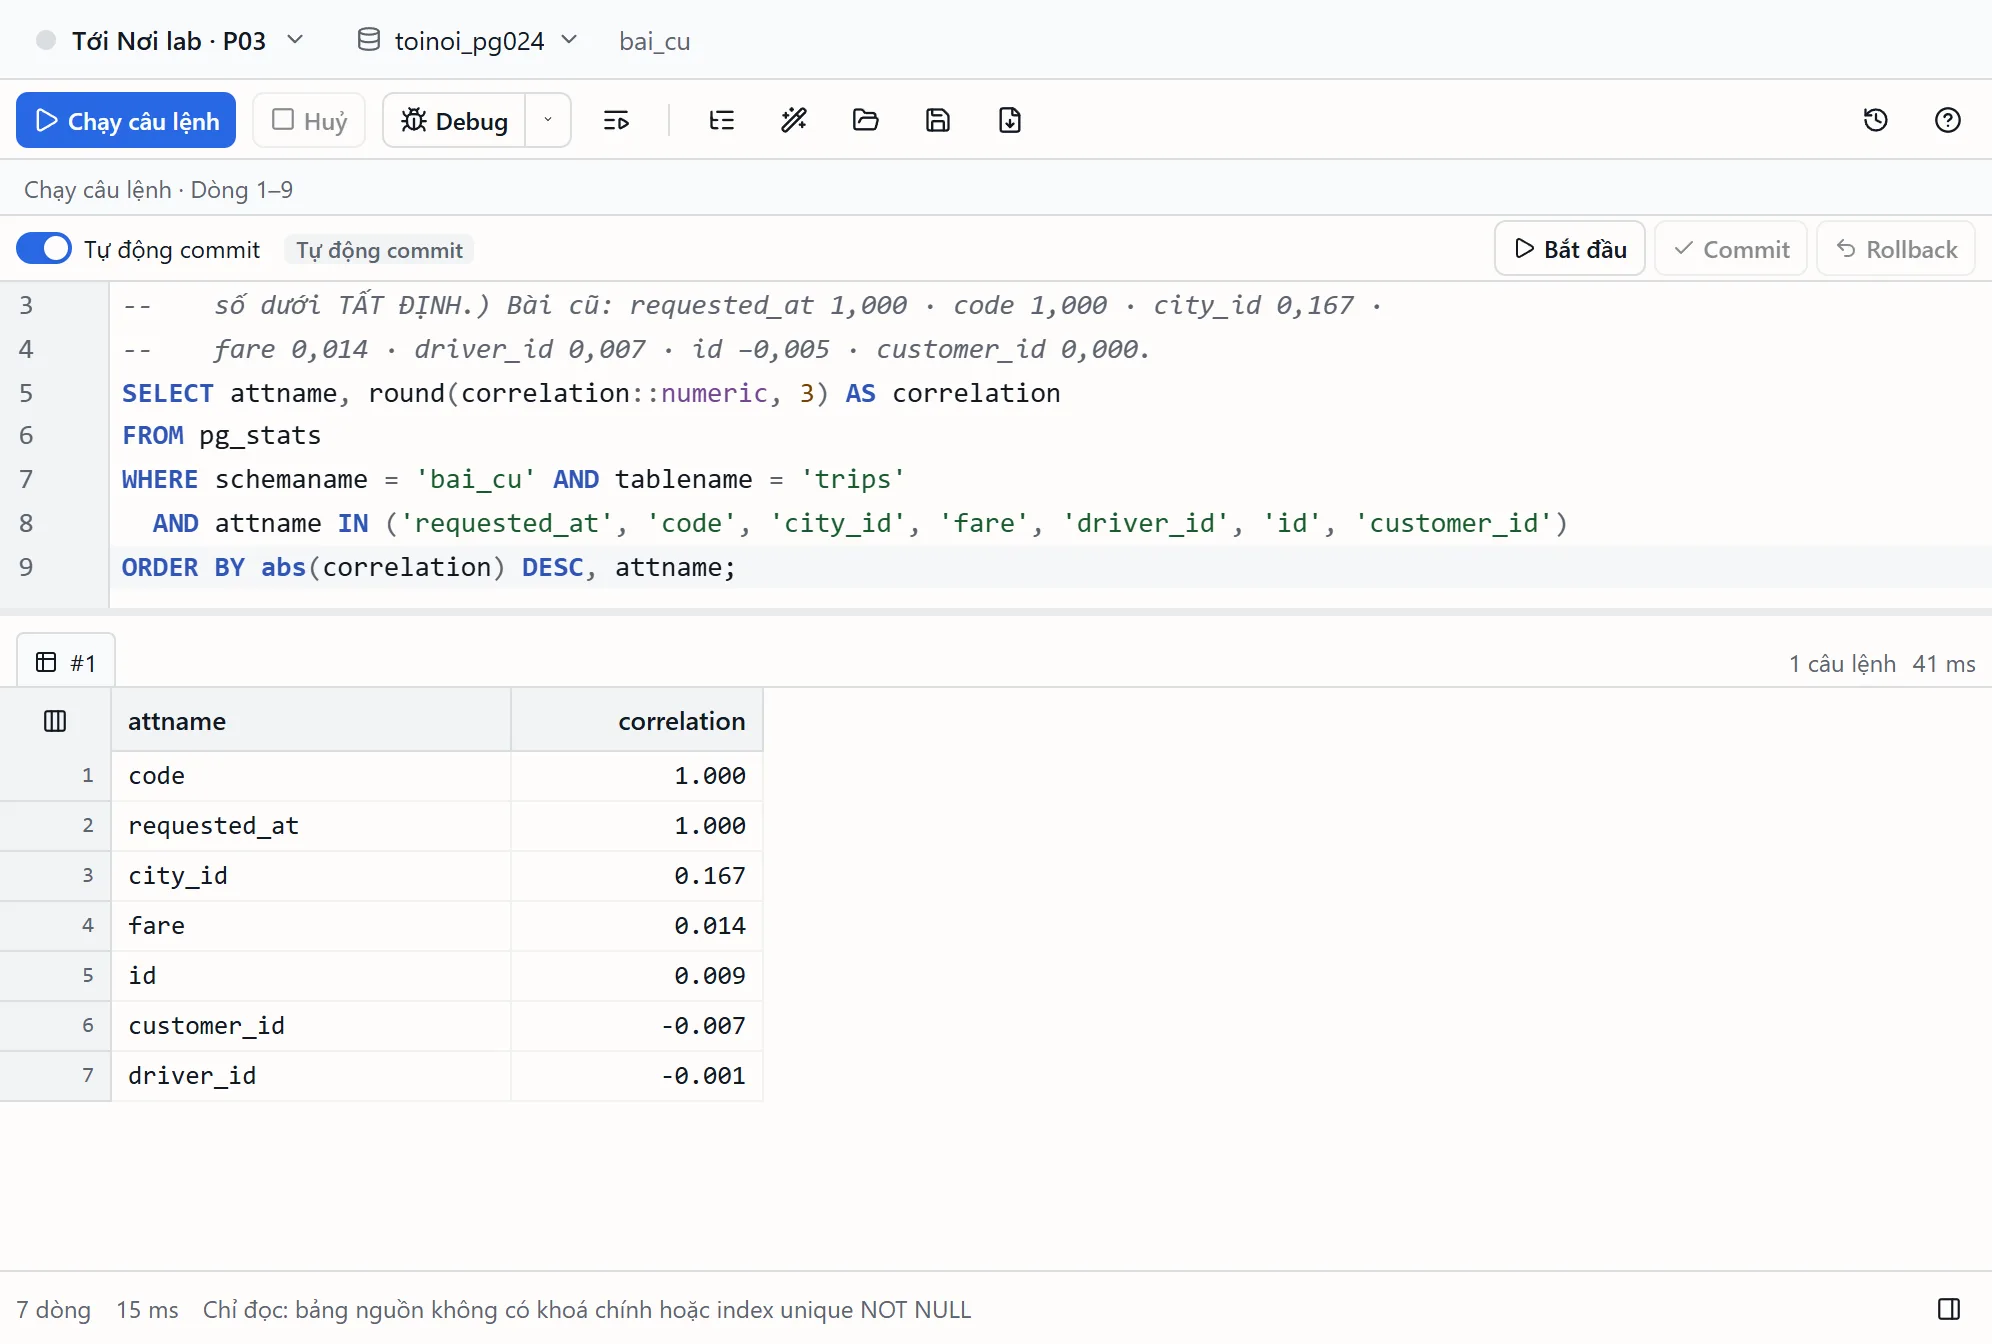 Tới Nơi lab · P03 toinoi_pg024 bai_cu
Chạy câu lệnh Huỷ Debug
Chạy câu lệnh · Dòng 1–9
Tự động commit Tự động commit Bắt đầu Commit Rollback
3 -- số dưới TẤT ĐỊNH.) Bài cũ: requested_at 1,000 · code 1,000 · city_id 0,167 ·
4 -- fare 0,014 · driver_id 0,007 · id −0,005 · customer_id 0,000.
5 SELECT attname, round(correlation::numeric, 3) AS correlation
6 FROM pg_stats
7 WHERE schemaname = 'bai_cu' AND tablename = 'trips'
8 AND attname IN ('requested_at', 'code', 'city_id', 'fare', 'driver_id', 'id', 'customer_id')
9 ORDER BY abs(correlation) DESC, attname;
#1 1 câu lệnh 41 ms
attname correlation
1 code 1.000
2 requested_at 1.000
3 city_id 0.167
4 fare 0.014
5 id 0.009
6 customer_id -0.007
7 driver_id -0.001
7 dòng 15 ms Chỉ đọc: bảng nguồn không có khoá chính hoặc index unique NOT NULL